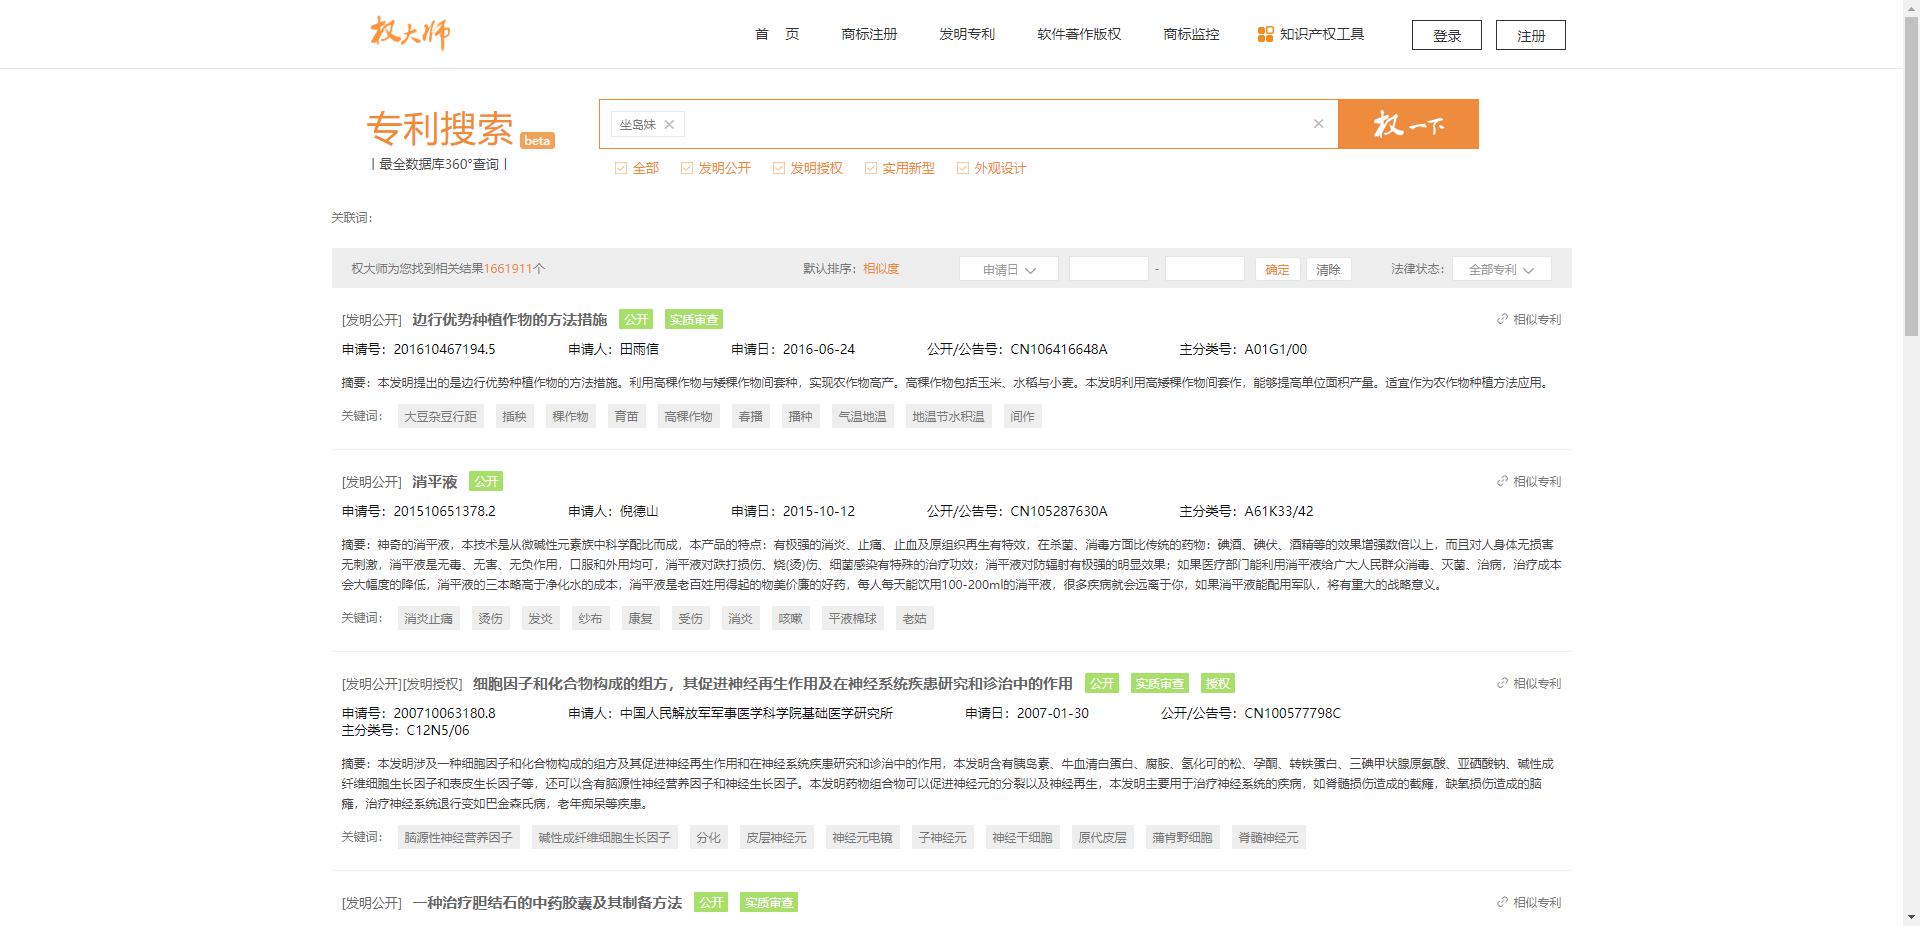 权大师
首 页 商标注册 发明专利 软件著作版权 商标监控 知识产权工具 登录 注册
专利搜索 beta
| 最全数据库360°查询 |
坐岛妹 × × 权一下
全部 发明公开 发明授权 实用新型 外观设计
关联词：
权大师为您找到相关结果1661911个 默认排序：相似度 申请日 - 确定 清除 法律状态： 全部专利
[发明公开] 边行优势种植作物的方法措施 公开 实质审查 相似专利
申请号：201610467194.5 申请人：田雨信 申请日：2016-06-24 公开/公告号：CN106416648A 主分类号：A01G1/00
摘要：本发明提出的是边行优势种植作物的方法措施。利用高稞作物与矮稞作物间套种，实现农作物高产。高稞作物包括玉米、水稻与小麦。本发明利用高矮稞作物间套作，能够提高单位面积产量。适宜作为农作物种植方法应用。
关键词： 大豆杂豆行距 插秧 稞作物 育苗 高稞作物 春播 播种 气温地温 地温节水积温 间作
[发明公开] 消平液 公开 相似专利
申请号：201510651378.2 申请人：倪德山 申请日：2015-10-12 公开/公告号：CN105287630A 主分类号：A61K33/42
摘要：神奇的消平液，本技术是从微碱性元素族中科学配比而成，本产品的特点：有极强的消炎、止痛、止血及原组织再生有特效，在杀菌、消毒方面比传统的药物：碘酒、碘伏、酒精等的效果增强数倍以上，而且对人身体无损害
无刺激，消平液是无毒、无害、无负作用，口服和外用均可，消平液对跌打损伤、烧(烫)伤、细菌感染有特殊的治疗功效；消平液对防辐射有极强的明显效果；如果医疗部门能利用消平液给广大人民群众消毒、灭菌、治病，治疗成本
会大幅度的降低，消平液的三本略高于净化水的成本，消平液是老百姓用得起的物美价廉的好药，每人每天能饮用100-200ml的消平液，很多疾病就会远离于你，如果消平液能配用军队，将有重大的战略意义。
关键词： 消炎止痛 烫伤 发炎 纱布 康复 受伤 消炎 咳嗽 平液棉球 老姑
[发明公开][发明授权] 细胞因子和化合物构成的组方，其促进神经再生作用及在神经系统疾患研究和诊治中的作用 公开 实质审查 授权 相似专利
申请号：200710063180.8 申请人：中国人民解放军军事医学科学院基础医学研究所 申请日：2007-01-30 公开/公告号：CN100577798C
主分类号：C12N5/06
摘要：本发明涉及一种细胞因子和化合物构成的组方及其促进神经再生作用和在神经系统疾患研究和诊治中的作用，本发明含有胰岛素、牛血清白蛋白、腐胺、氢化可的松、孕酮、转铁蛋白、三碘甲状腺原氨酸、亚硒酸钠、碱性成
纤维细胞生长因子和表皮生长因子等，还可以含有脑源性神经营养因子和神经生长因子。本发明药物组合物可以促进神经元的分裂以及神经再生，本发明主要用于治疗神经系统的疾病，如脊髓损伤造成的截瘫，缺氧损伤造成的脑
瘫，治疗神经系统退行变如巴金森氏病，老年痴呆等疾患。
关键词： 脑源性神经营养因子 碱性成纤维细胞生长因子 分化 皮层神经元 神经元电镜 子神经元 神经干细胞 原代皮层 蒲肯野细胞 脊髓神经元
[发明公开] 一种治疗胆结石的中药胶囊及其制备方法 公开 实质审查 相似专利